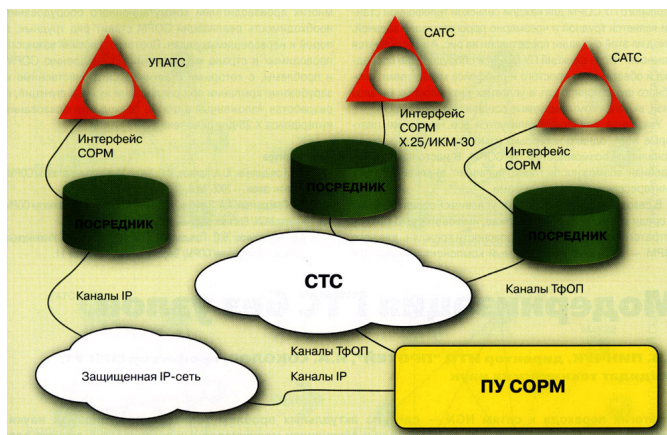 УПАТС
САТС
САТС
Интерфейс
СОРМ
Интерфейс
СОРМ
Х.25/ИКМ-30
Интерфейс
СОРМ
ПОСРЕДНИК
ПОСРЕДНИК
ПОСРЕДНИК
СТС
Каналы IP
Каналы ТфОП
Каналы ТфОП
Защищенная IP-сеть
Каналы IP
ПУ СОРМ